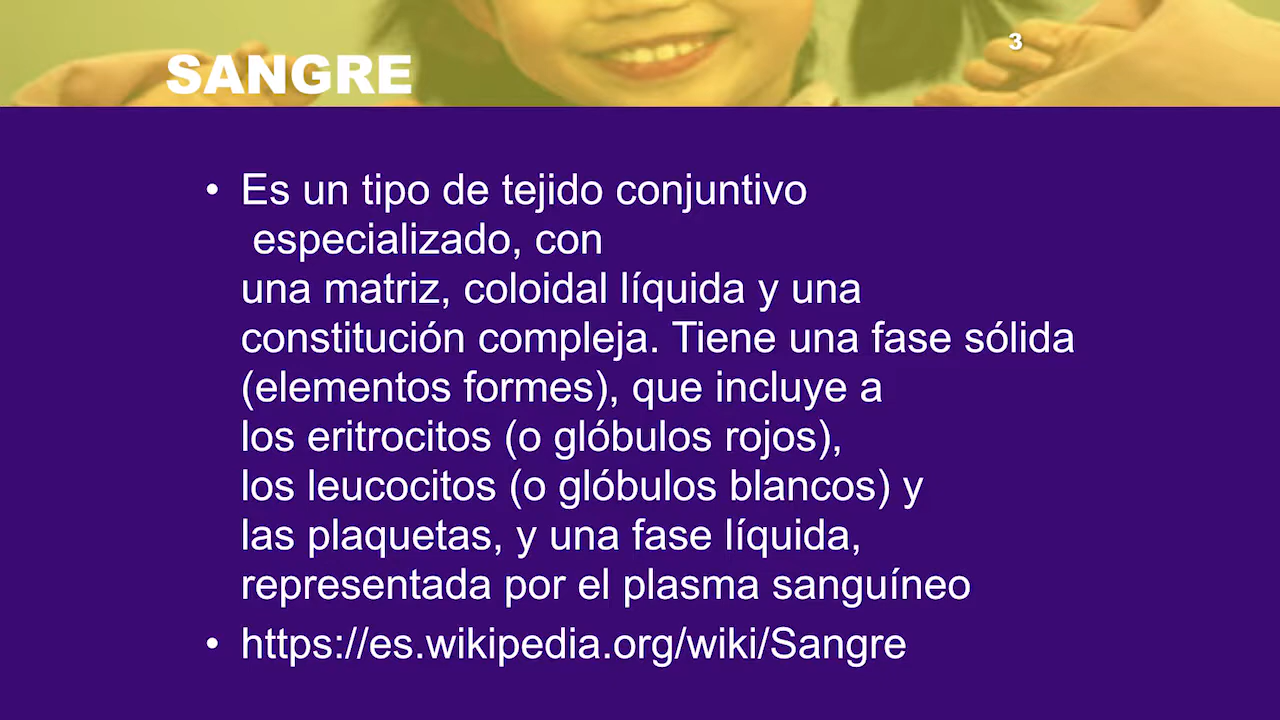 3
SANGRE
• Es un tipo de tejido conjuntivo
especializado, con
una matriz, coloidal líquida y una
constitución compleja. Tiene una fase sólida
(elementos formes), que incluye a
los eritrocitos (o glóbulos rojos),
los leucocitos (o glóbulos blancos) y
las plaquetas, y una fase líquida,
representada por el plasma sanguíneo
• https://es.wikipedia.org/wiki/Sangre